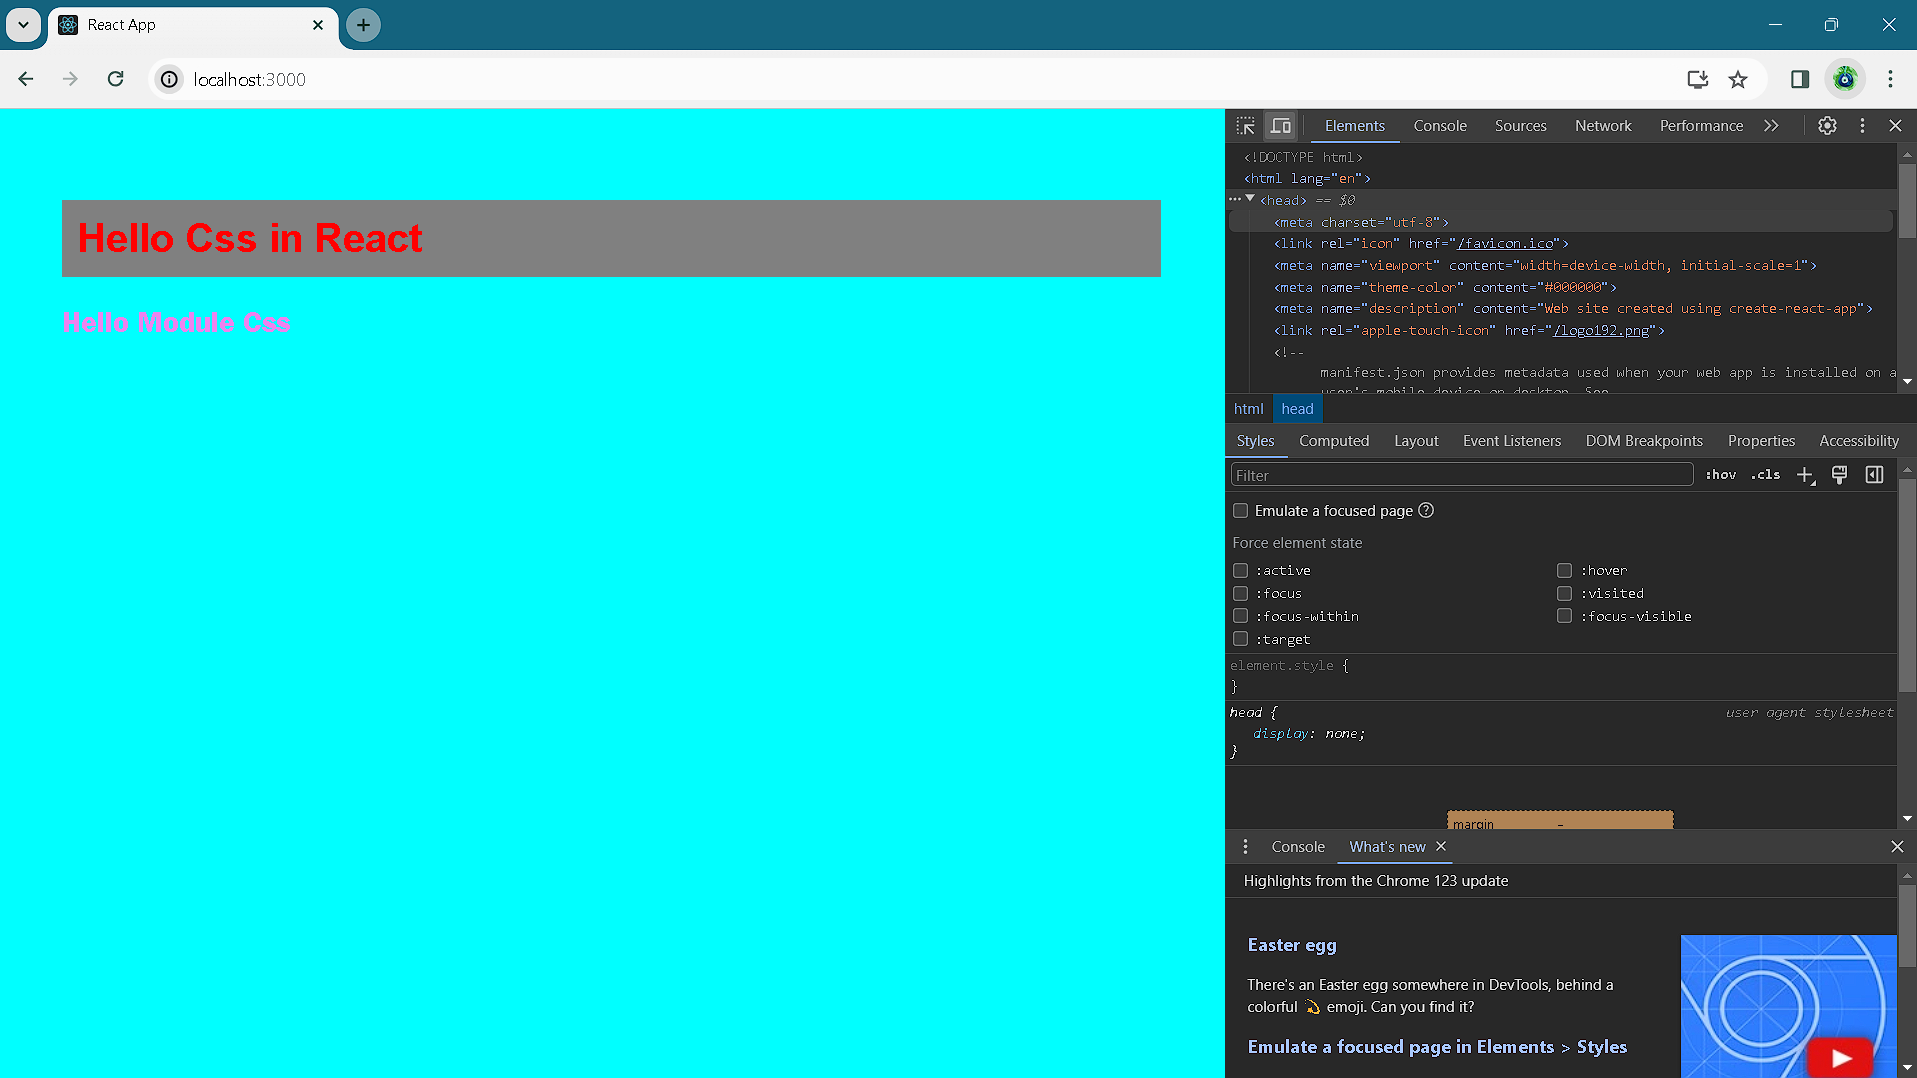 React App
localhost:3000
Hello Css in React
Hello Module Css
Elements Console Sources Network Performance
<!DOCTYPE html>
<html lang="en">
<head> == $0
<meta charset="utf-8">
<link rel="icon" href="/favicon.ico">
<meta name="viewport" content="width=device-width, initial-scale=1">
<meta name="theme-color" content="#000000">
<meta name="description" content="Web site created using create-react-app">
<link rel="apple-touch-icon" href="/logo192.png">
<!--
manifest.json provides metadata used when your web app is installed on a
user's mobile device or desktop. See
html head
Styles Computed Layout Event Listeners DOM Breakpoints Properties Accessibility
Filter :hov .cls
Emulate a focused page
Force element state
:active :hover
:focus :visited
:focus-within :focus-visible
:target
element.style {
}
head { user agent stylesheet
display: none;
}
margin –
Console What's new
Highlights from the Chrome 123 update
Easter egg
There's an Easter egg somewhere in DevTools, behind a
colorful 💫 emoji. Can you find it?
Emulate a focused page in Elements > Styles